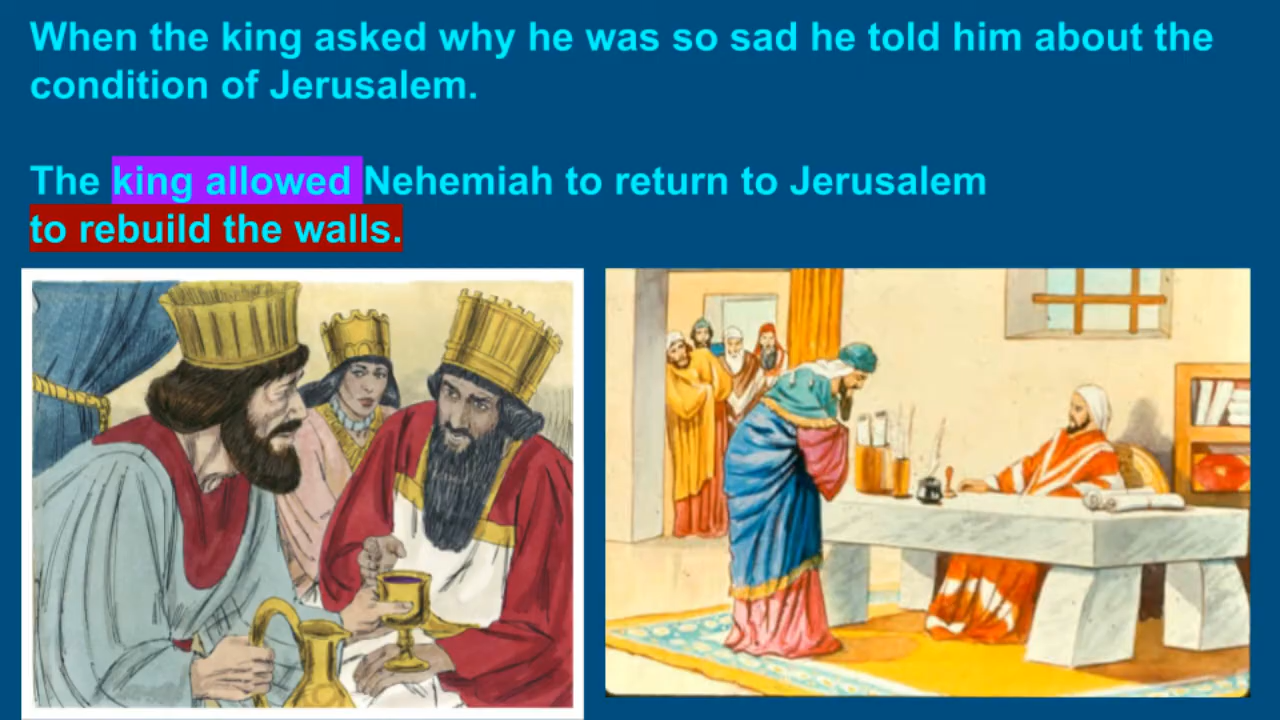 When the king asked why he was so sad he told him about the
condition of Jerusalem.
The king allowed Nehemiah to return to Jerusalem
to rebuild the walls.